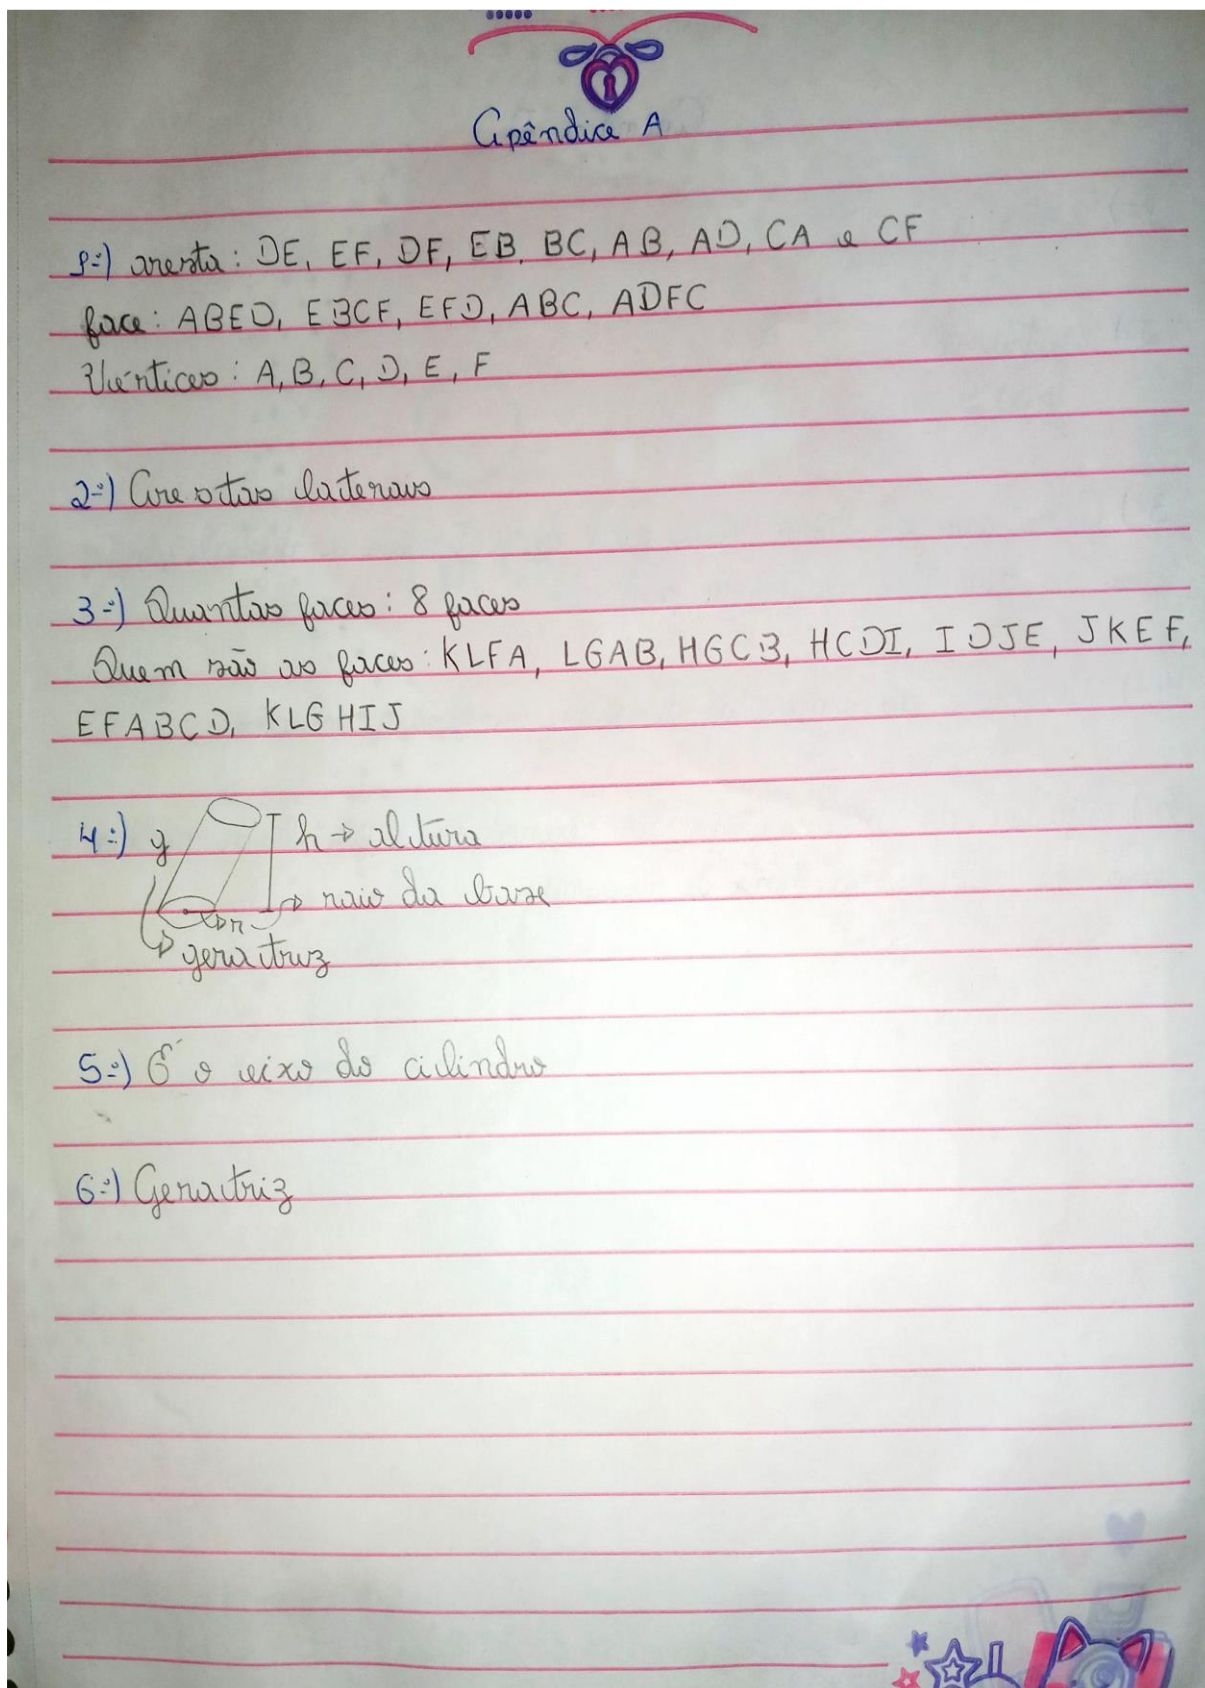 Apêndice A
1-) aresta: DE, EF, DF, EB, BC, AB, AD, CA e CF
face: ABED, EBCF, EFD, ABC, ADFC
Vértices: A, B, C, D, E, F
2-) Arestas laterais
3-) Quantas faces: 8 faces
Quem são as faces: KLFA, LGAB, HGCB, HCDI, IDJE, JKEF,
EFABCD, KLGHIJ
4-) g h → altura
r → raio da base
→ geratriz
5-) É o eixo do cilindro
6-) Geratriz